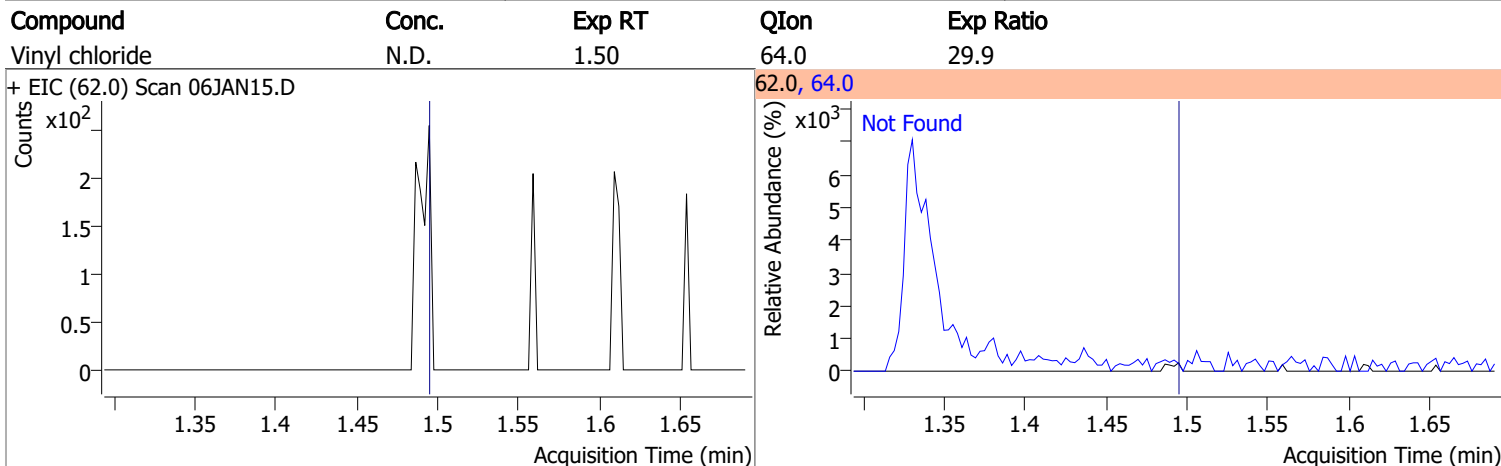 Compound Conc. Exp RT QIon Exp Ratio
Vinyl chloride N.D. 1.50 64.0 29.9
+ EIC (62.0) Scan 06JAN15.D
Counts
x10²
2
1.5
1
0.5
0
1.35 1.4 1.45 1.5 1.55 1.6 1.65
Acquisition Time (min)
62.0, 64.0
Relative Abundance (%)
x10³
Not Found
6
5
4
3
2
1
0
1.35 1.4 1.45 1.5 1.55 1.6 1.65
Acquisition Time (min)